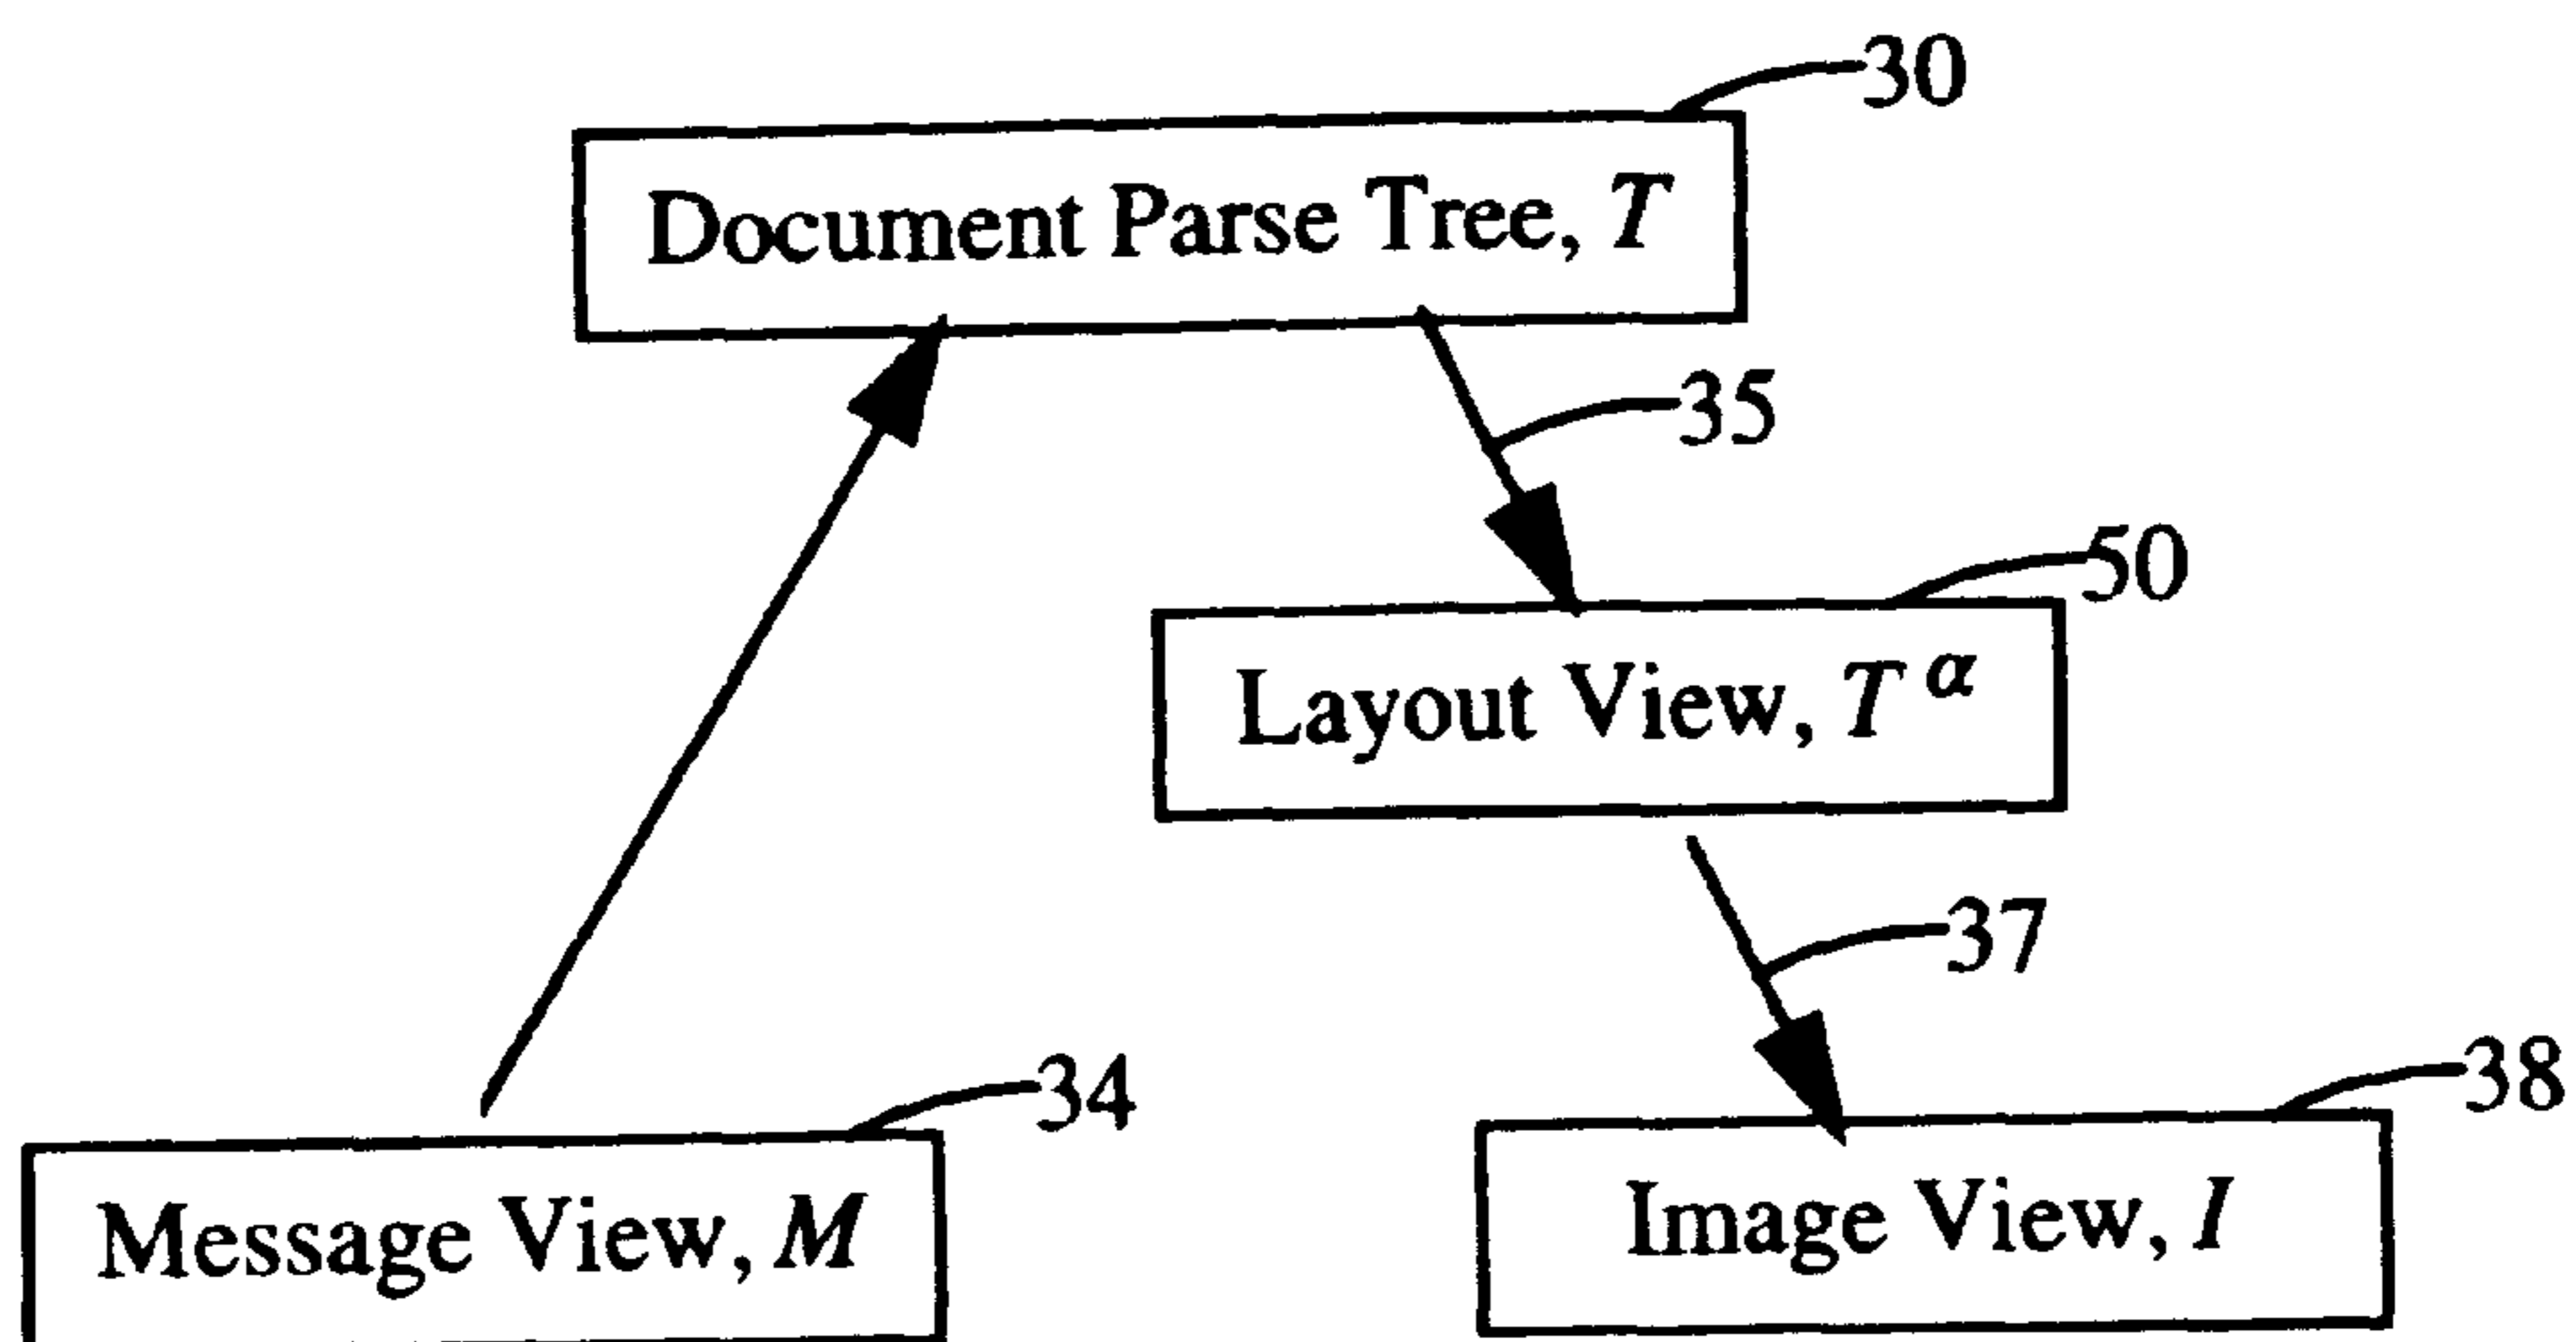 30
Document Parse Tree, T
35
50
Layout View, T α
37
34
38
Message View, M
Image View, I